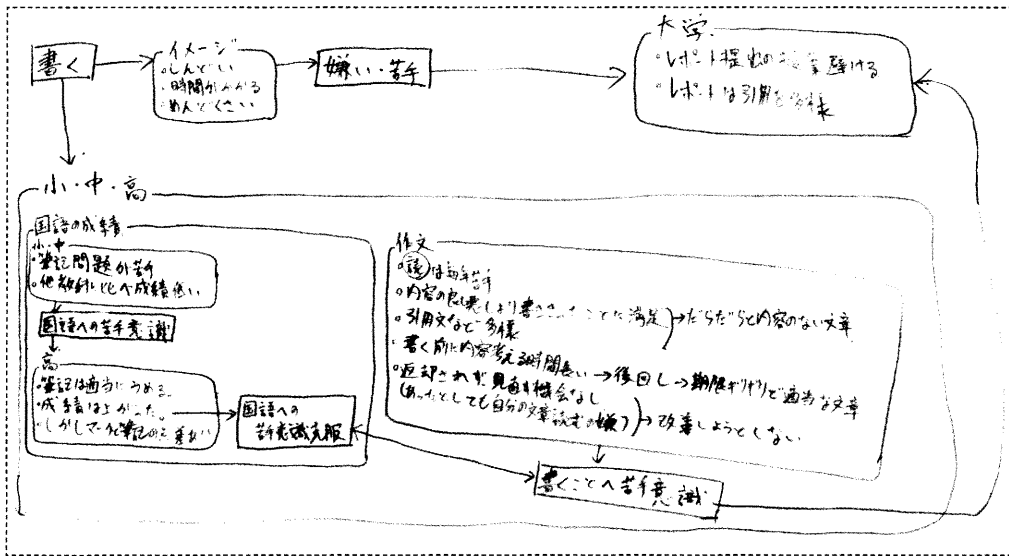 書く
イメージ
・しんどい
・時間がかかる
・めんどくさい
嫌い・苦手
大学
・レポート提出の授業避ける
・レポートは引用を多様
小・中・高
国語の成績
小・中
・筆記問題が苦手
・他教科に比べ成績低い
国語への苦手意識
高
・筆記は適当にうめる
・成績はよかった。
・しかしマークと筆記の差
国語への
苦手意識克服
作文
・は毎年苦手
・内容の良悪しより書ききったことに満足→だらだらと内容のない文章
・引用文など多様
・書く前に内容考える時間長い→後回し→期限ギリギリで適当な文章
・返却されず見直す機会なし
(あったとしても自分の文章読むの嫌)→改善しようとしない
書くことへ苦手意識